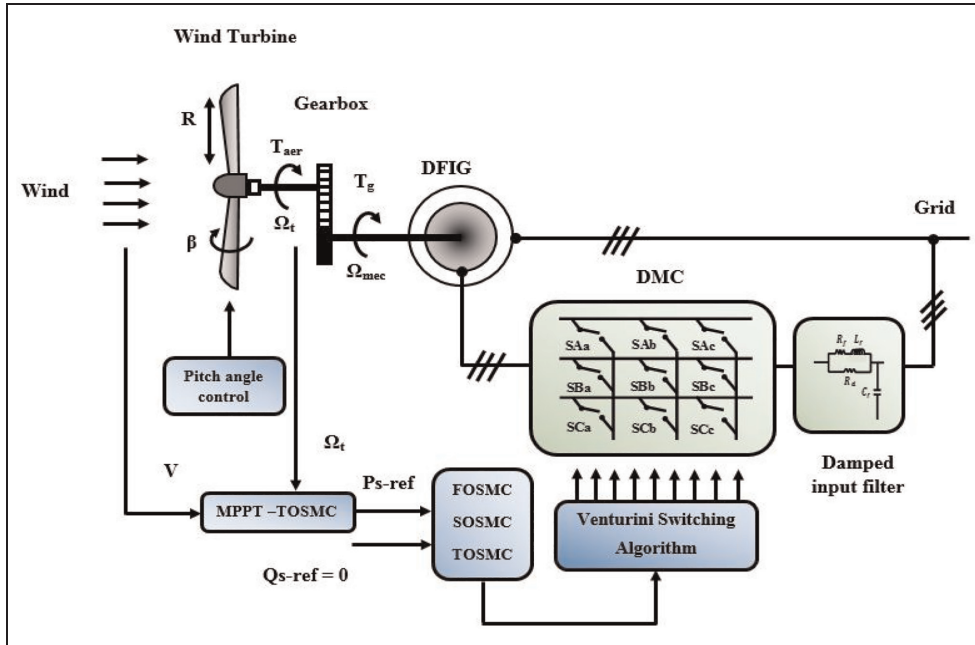 Wind Turbine
R
Gearbox
T_aer
T_g
DFIG
Wind
Grid
Ω_t
β
Ω_mec
DMC
SAa SAb SAc
SBa SBb SBc
SCa SCb SCc
R_f L_f
R_d
C_f
Pitch angle
control
Damped
input filter
Ω_t
V
Ps-ref
MPPT –TOSMC
FOSMC
SOSMC
TOSMC
Venturini Switching
Algorithm
Qs-ref = 0